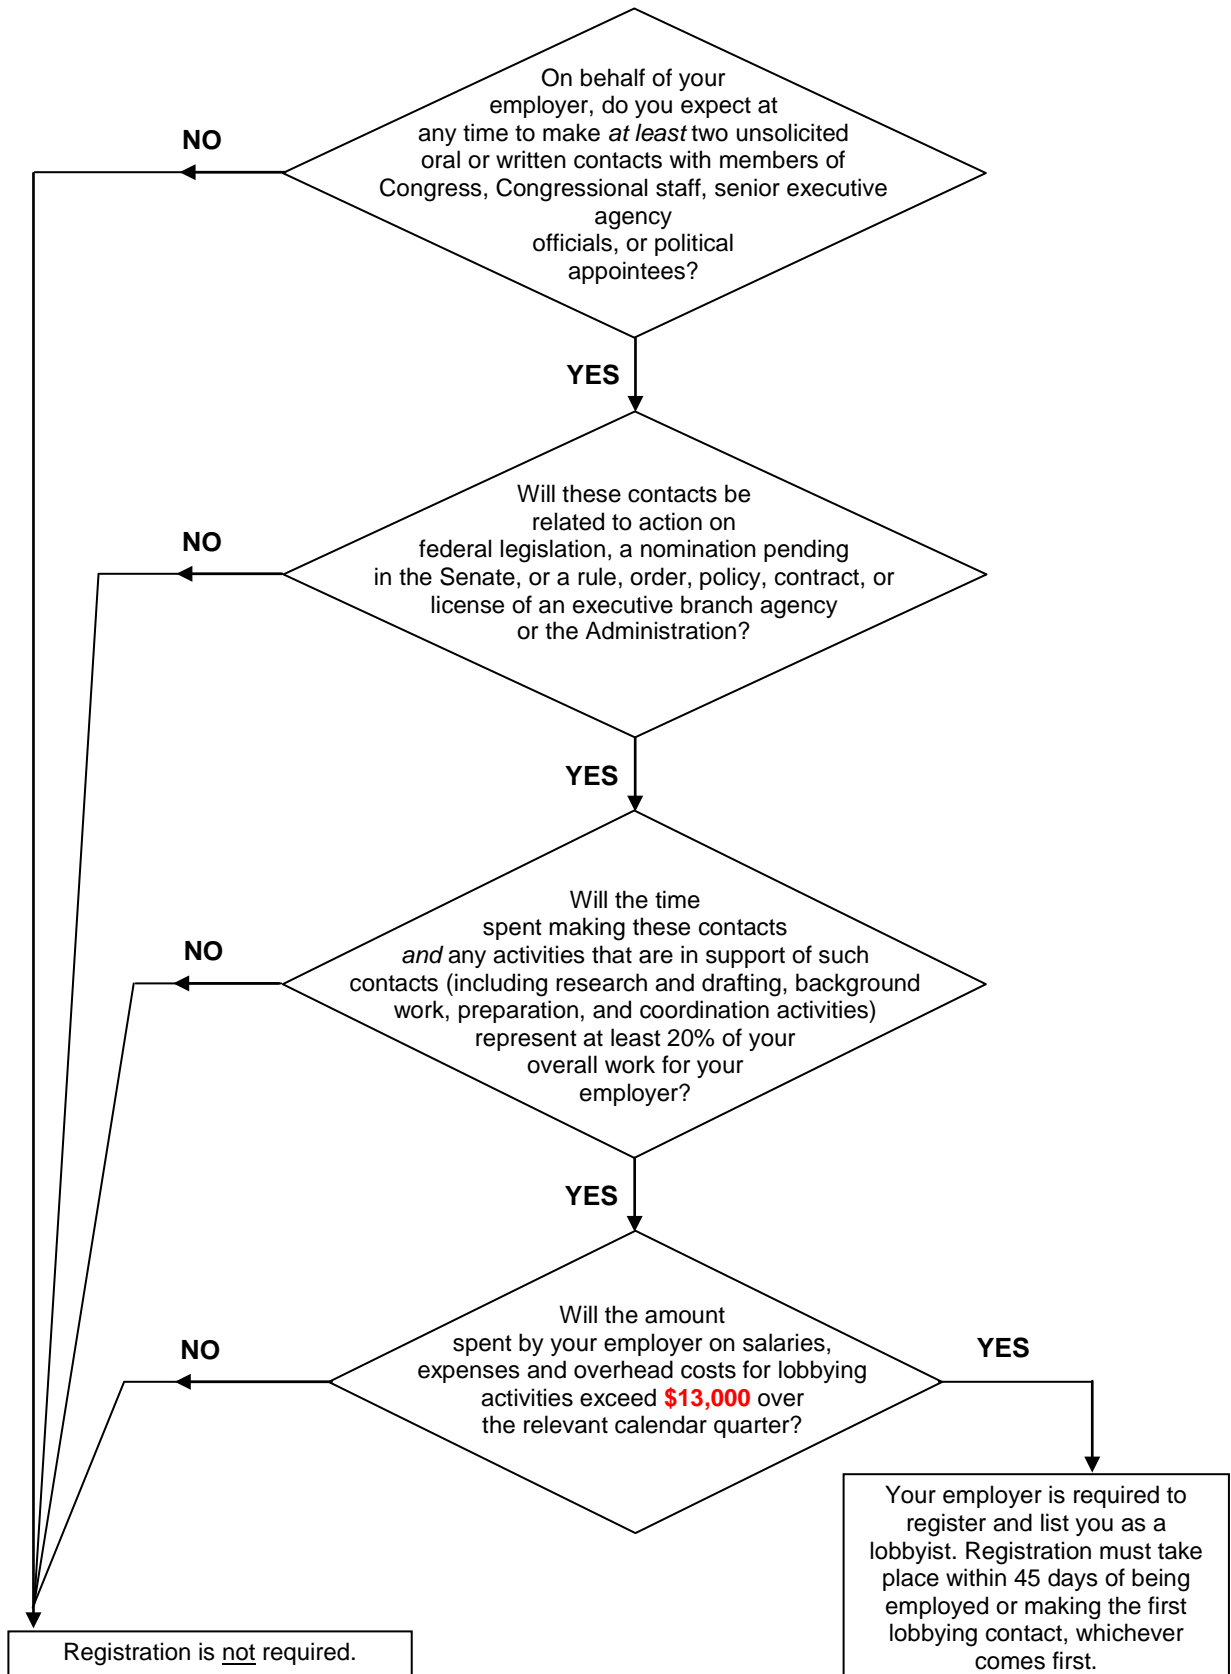 On behalf of your
employer, do you expect at
any time to make at least two unsolicited
oral or written contacts with members of
Congress, Congressional staff, senior executive
agency
officials, or political
appointees?
NO
YES
Will these contacts be
related to action on
federal legislation, a nomination pending
in the Senate, or a rule, order, policy, contract, or
license of an executive branch agency
or the Administration?
NO
YES
Will the time
spent making these contacts
and any activities that are in support of such
contacts (including research and drafting, background
work, preparation, and coordination activities)
represent at least 20% of your
overall work for your
employer?
NO
YES
Will the amount
spent by your employer on salaries,
expenses and overhead costs for lobbying
activities exceed $13,000 over
the relevant calendar quarter?
NO
YES
Your employer is required to
register and list you as a
lobbyist. Registration must take
place within 45 days of being
employed or making the first
lobbying contact, whichever
comes first.
Registration is not required.